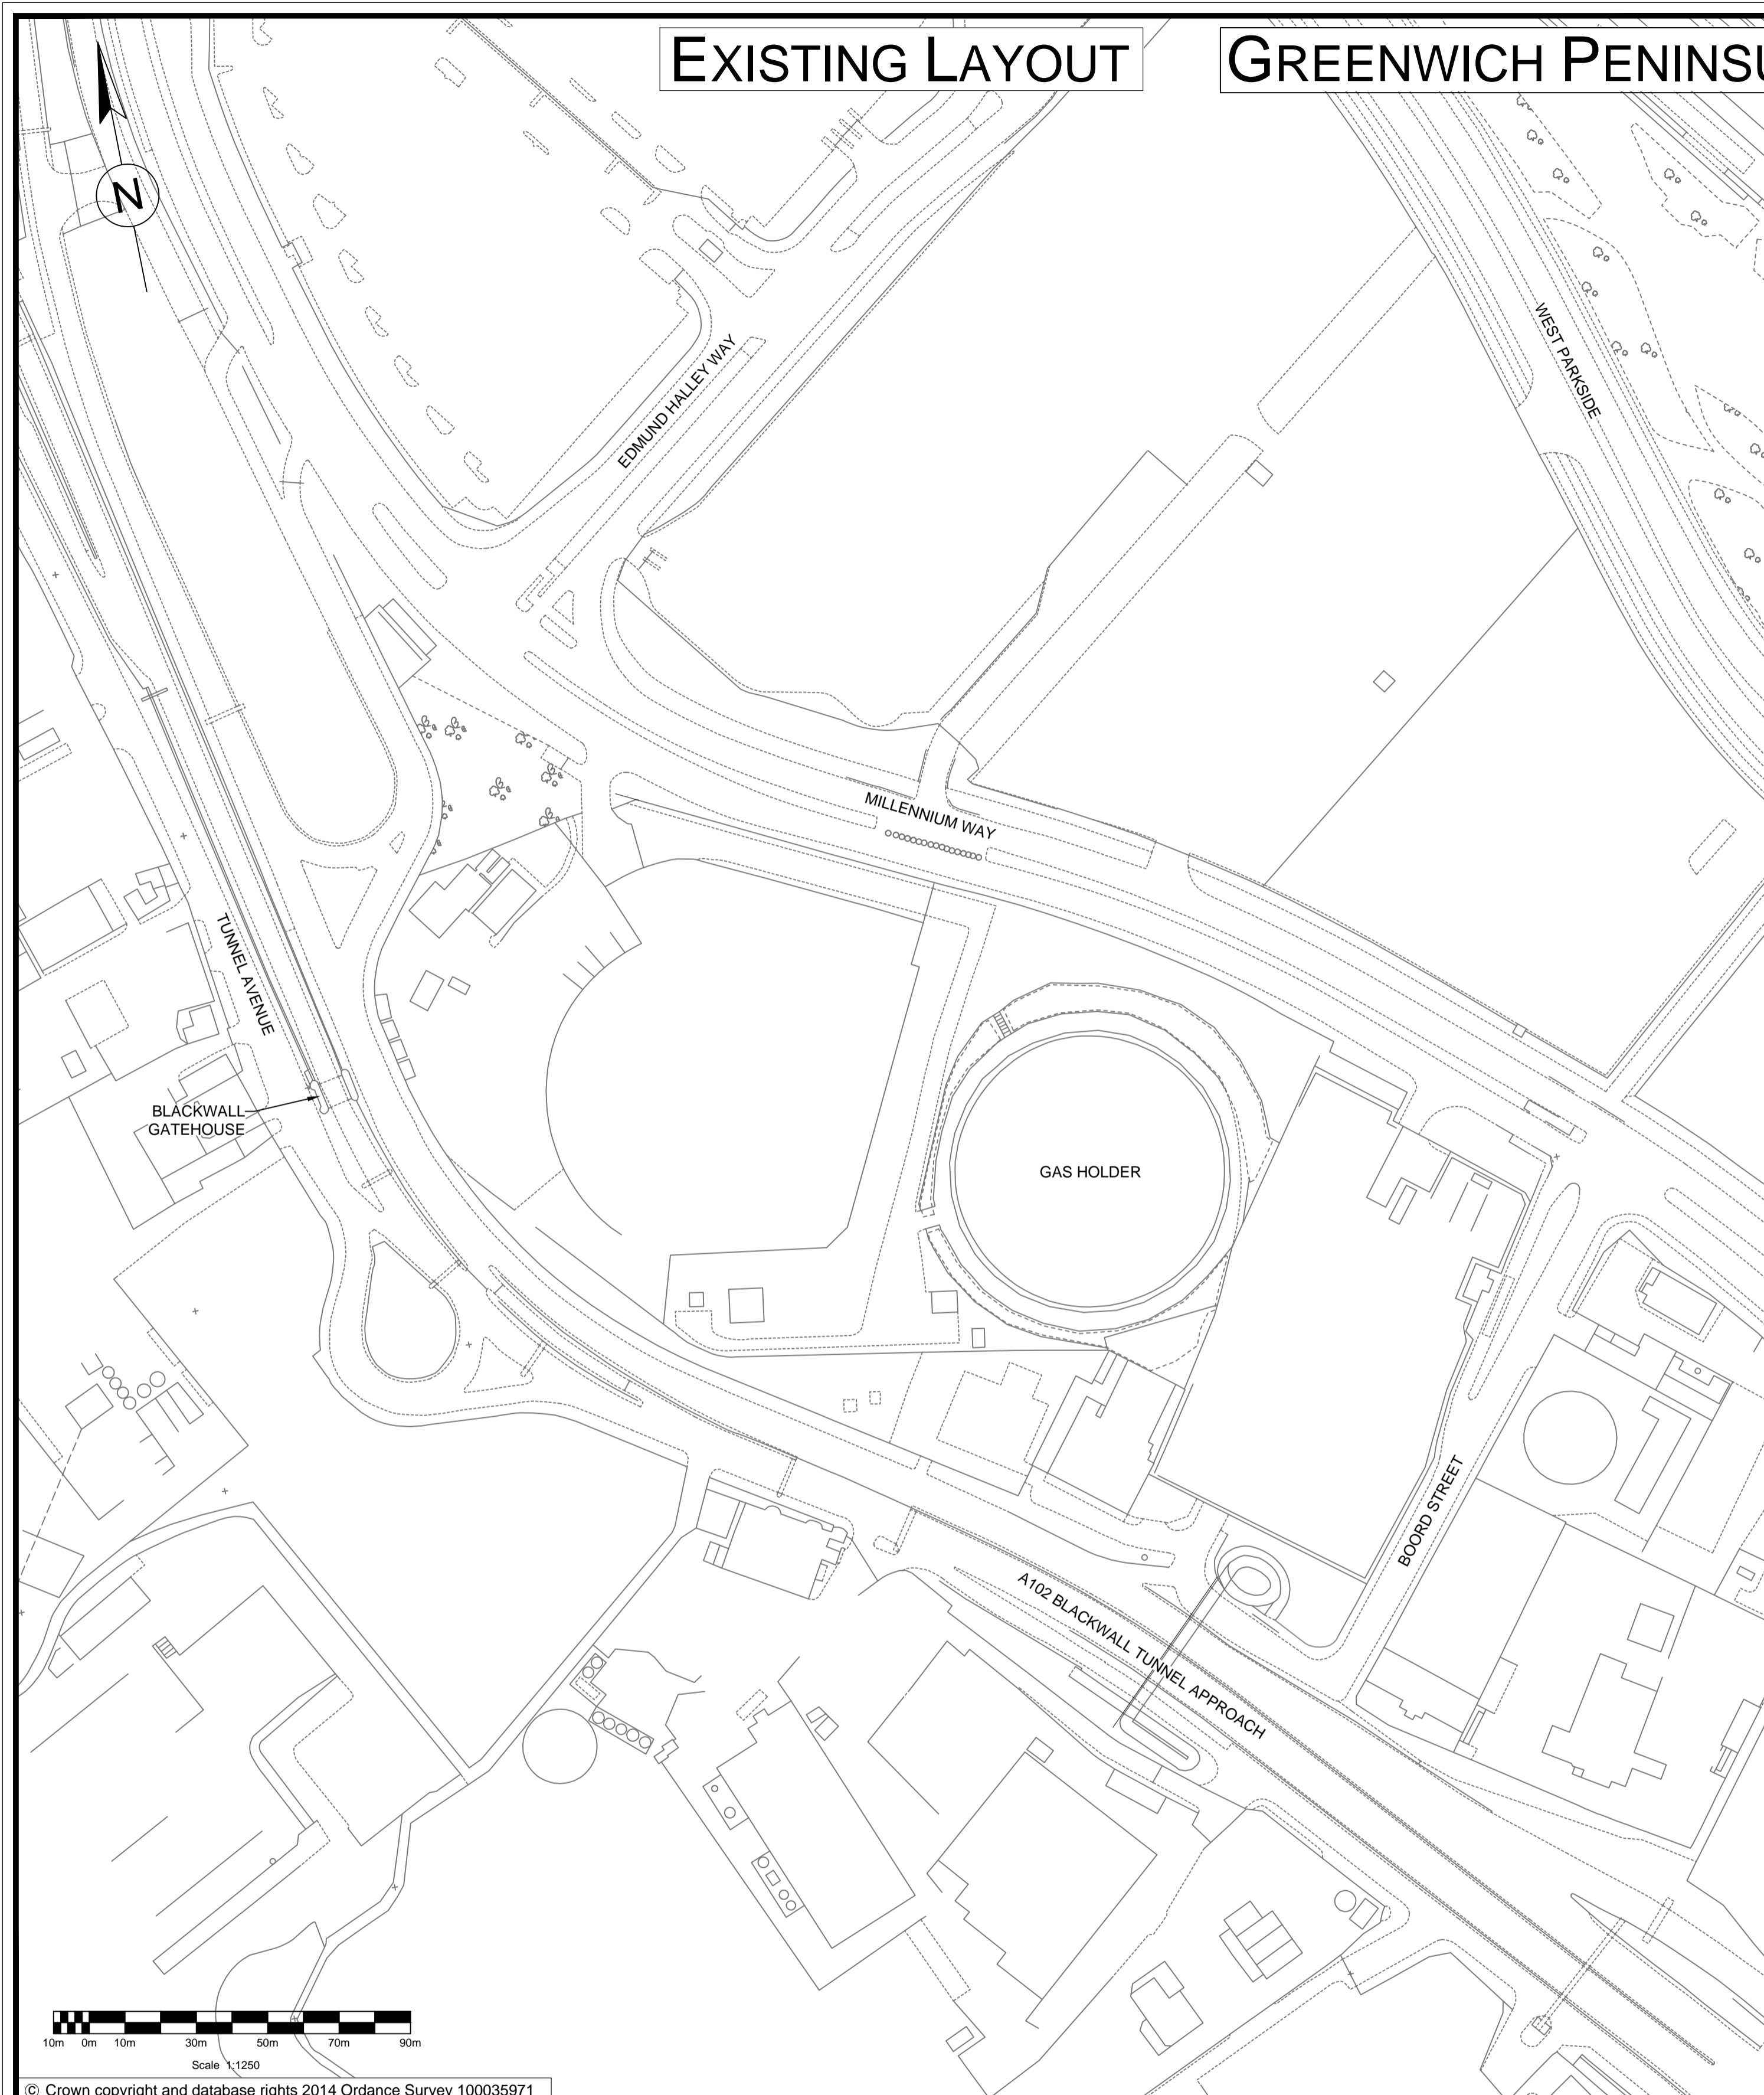 EXISTING LAYOUT
GREENWICH PENINSU
N
EDMUND HALLEY WAY
WEST PARKSIDE
MILLENNIUM WAY
TUNNEL AVENUE
BLACKWALL
GATEHOUSE
GAS HOLDER
BOORD STREET
A102 BLACKWALL TUNNEL APPROACH
10m 0m 10m 30m 50m 70m 90m
Scale 1:1250
© Crown copyright and database rights 2014 Ordance Survey 100035971